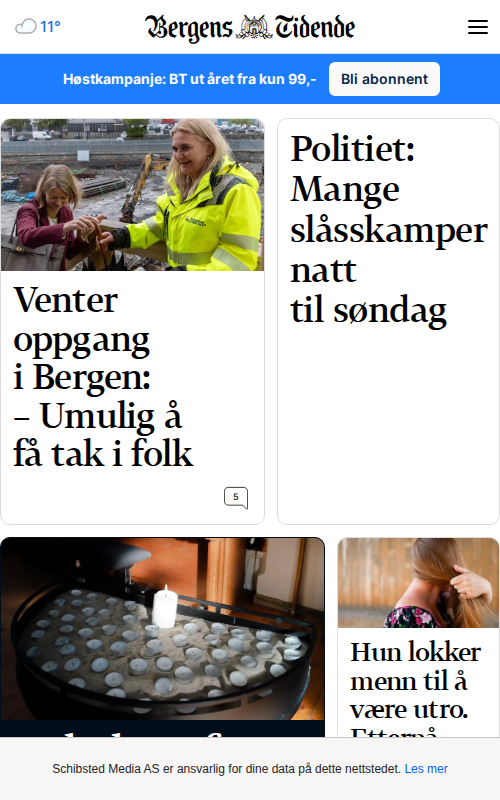 11°
Bergens Tidende
Høstkampanje: BT ut året fra kun 99,-
Bli abonnent
Venter
oppgang
i Bergen:
– Umulig å
få tak i folk
5
Politiet:
Mange
slåsskamper
natt
til søndag
Hun lokker
menn til å
være utro.
Etterpå
Schibsted Media AS er ansvarlig for dine data på dette nettstedet. Les mer